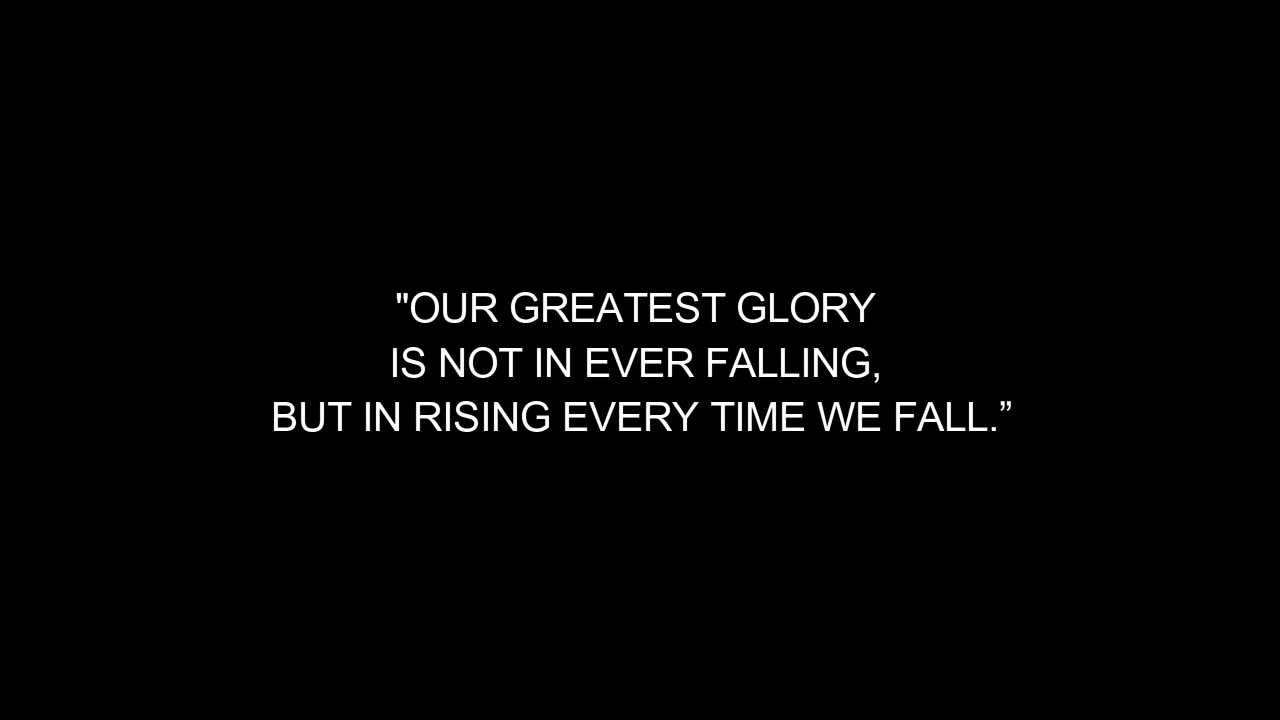 "OUR GREATEST GLORY
IS NOT IN EVER FALLING,
BUT IN RISING EVERY TIME WE FALL.”